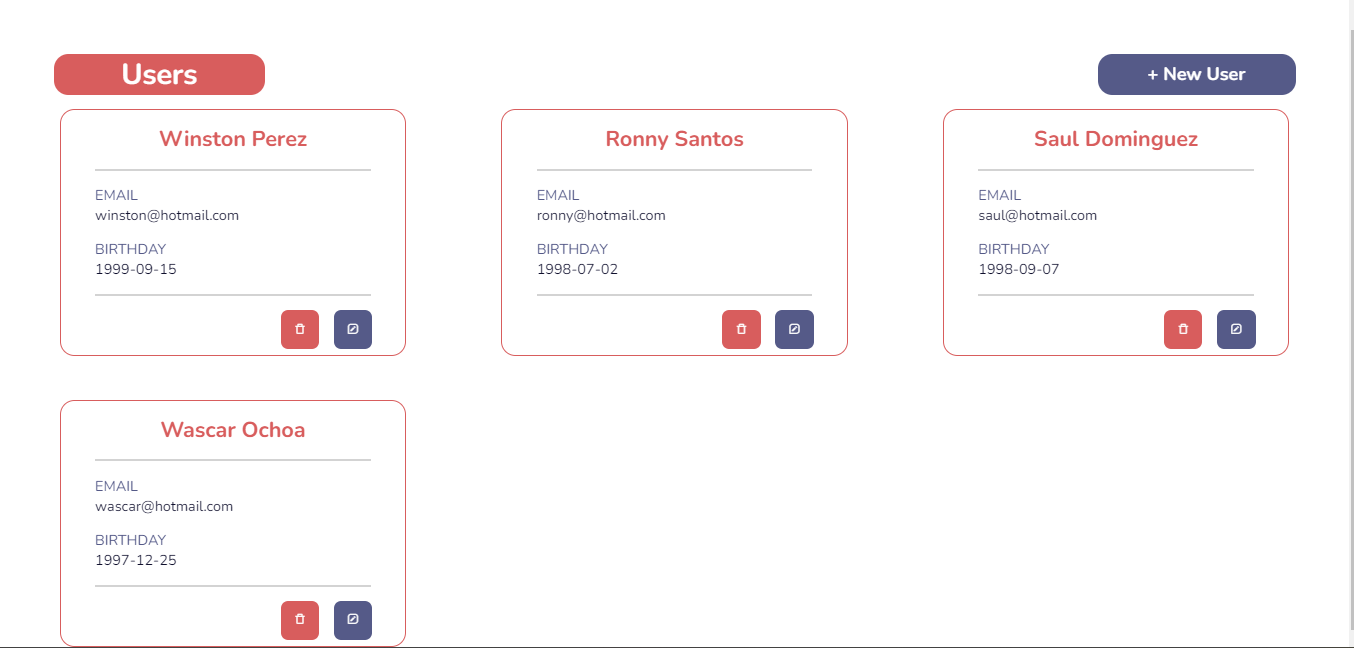 Users
+ New User
Winston Perez
EMAIL
winston@hotmail.com
BIRTHDAY
1999-09-15
Ronny Santos
EMAIL
ronny@hotmail.com
BIRTHDAY
1998-07-02
Saul Dominguez
EMAIL
saul@hotmail.com
BIRTHDAY
1998-09-07
Wascar Ochoa
EMAIL
wascar@hotmail.com
BIRTHDAY
1997-12-25